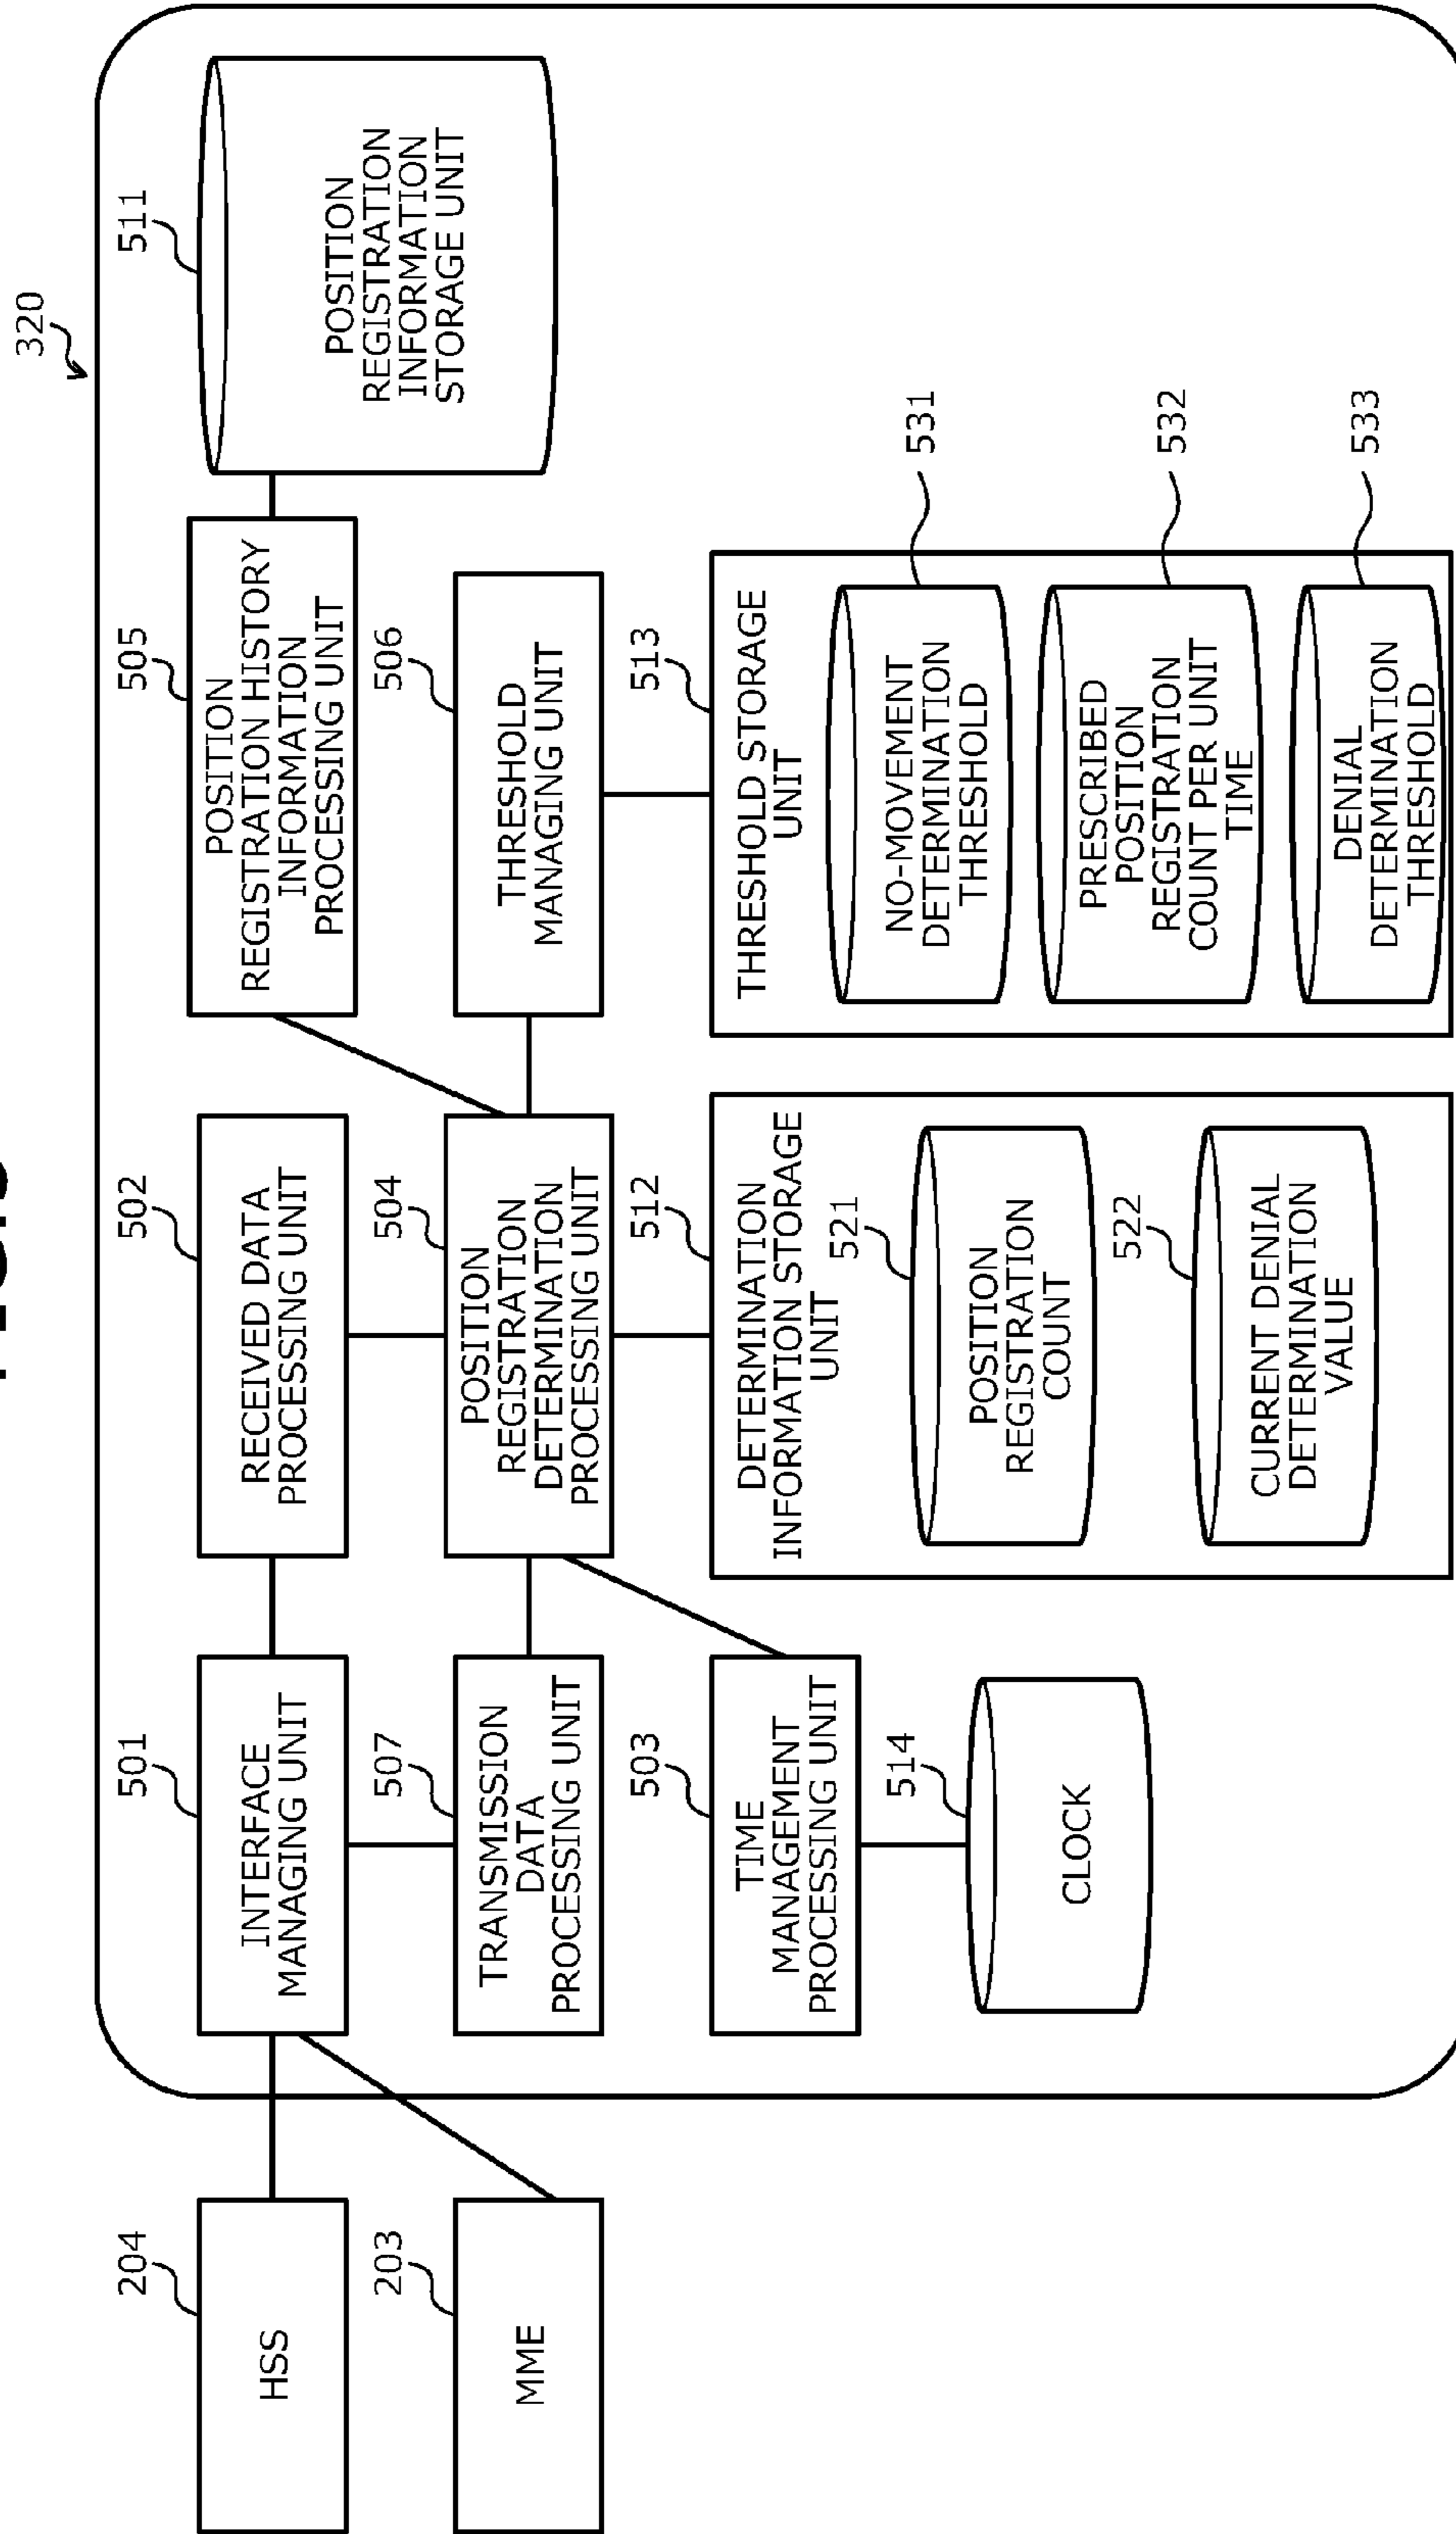 320
204
HSS
203
MME
501
INTERFACE
MANAGING UNIT
507
TRANSMISSION
DATA
PROCESSING UNIT
503
TIME
MANAGEMENT
PROCESSING UNIT
514
CLOCK
502
RECEIVED DATA
PROCESSING UNIT
504
POSITION
REGISTRATION
DETERMINATION
PROCESSING UNIT
512
DETERMINATION
INFORMATION STORAGE
UNIT
521
POSITION
REGISTRATION
COUNT
522
CURRENT DENIAL
DETERMINATION
VALUE
505
POSITION
REGISTRATION HISTORY
INFORMATION
PROCESSING UNIT
506
THRESHOLD
MANAGING UNIT
513
THRESHOLD STORAGE
UNIT
NO-MOVEMENT
DETERMINATION
THRESHOLD
531
PRESCRIBED
POSITION
REGISTRATION
COUNT PER UNIT
TIME
532
DENIAL
DETERMINATION
THRESHOLD
533
511
POSITION
REGISTRATION
INFORMATION
STORAGE UNIT